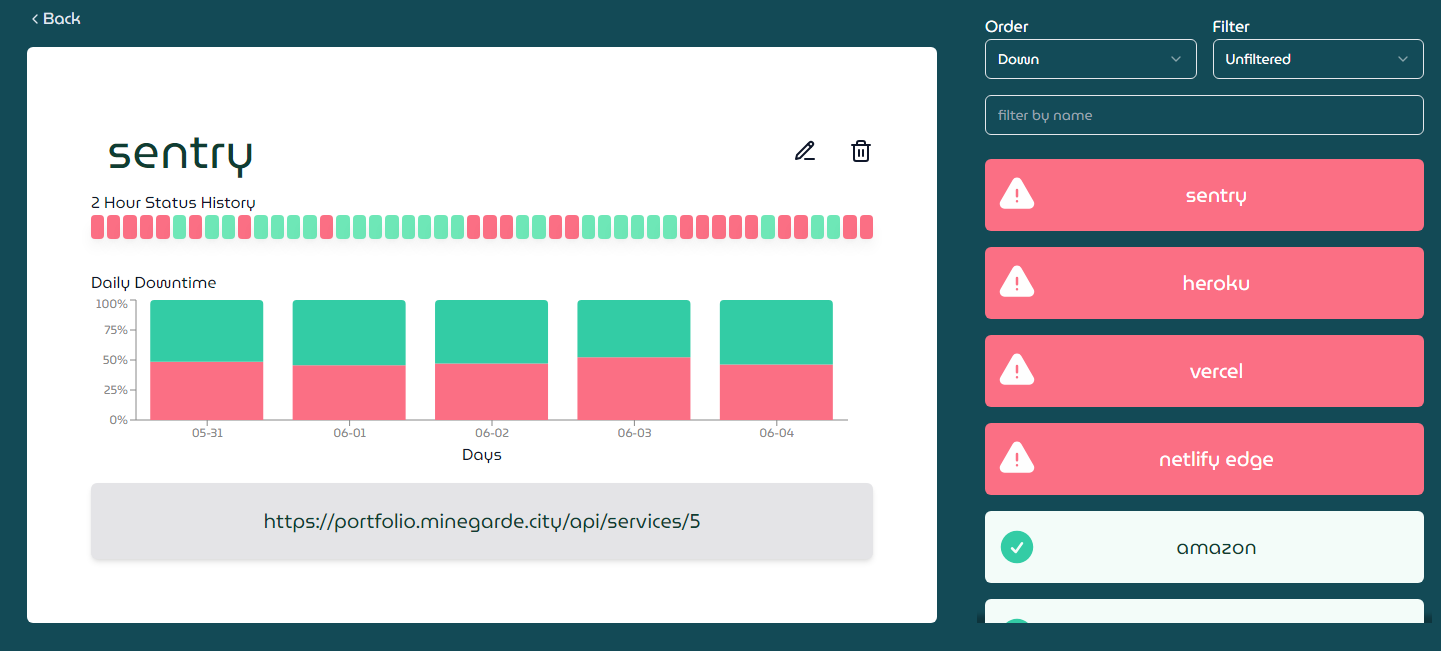 Back
sentry
2 Hour Status History
Daily Downtime
100%
75%
50%
25%
0%
05-31
06-01
06-02
06-03
06-04
Days
https://portfolio.minegarde.city/api/services/5
Order
Filter
Down
Unfiltered
filter by name
sentry
heroku
vercel
netlify edge
amazon